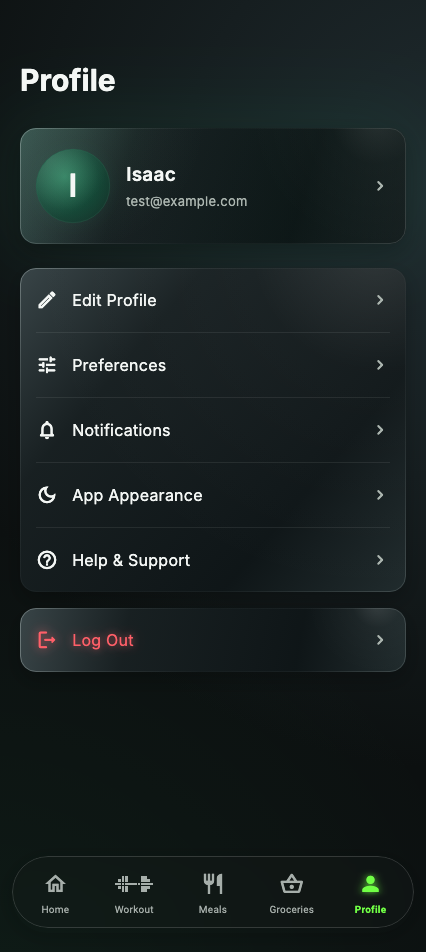 Profile
I
Isaac
test@example.com
Edit Profile
Preferences
Notifications
App Appearance
Help & Support
Log Out
Home
Workout
Meals
Groceries
Profile